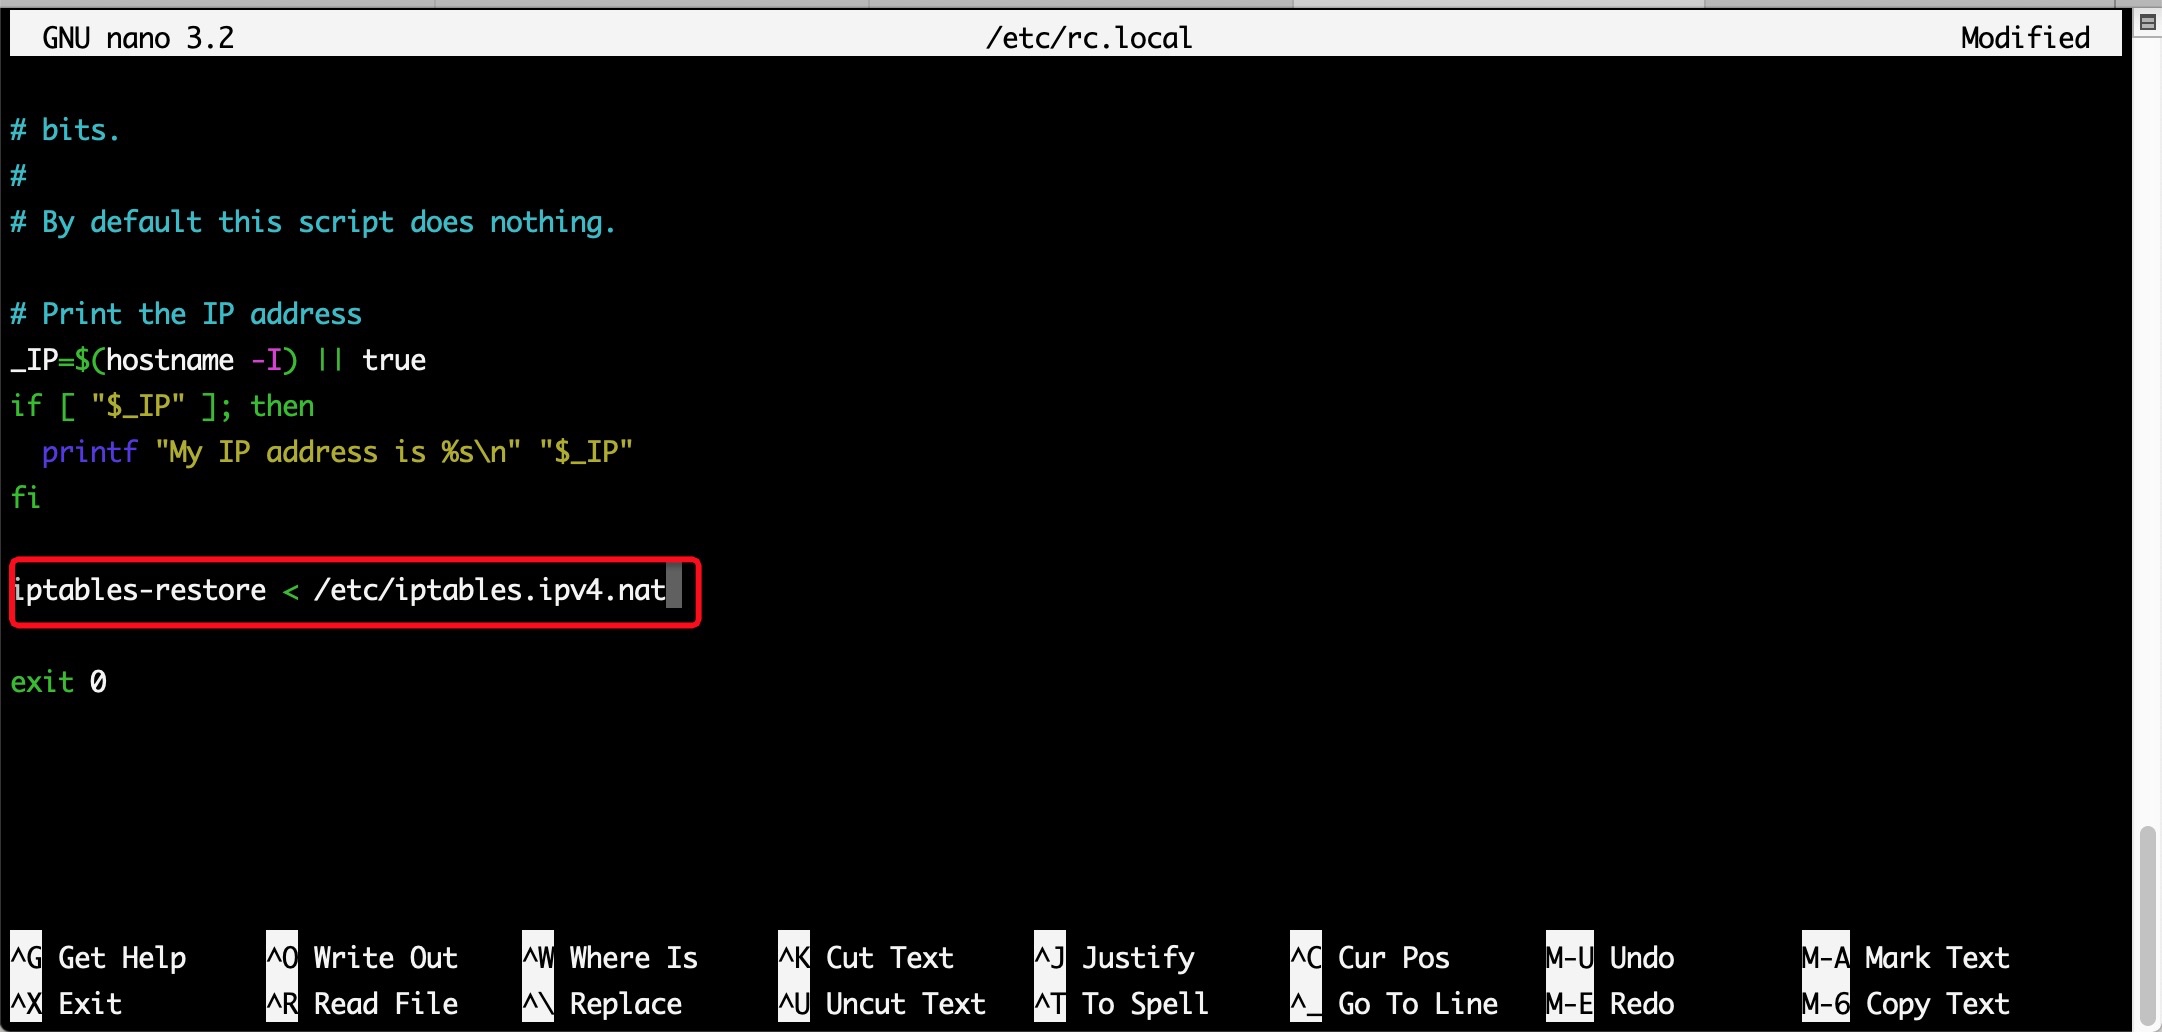 GNU nano 3.2 /etc/rc.local Modified
# bits.
#
# By default this script does nothing.
# Print the IP address
_IP=$(hostname -I) || true
if [ "$_IP" ]; then
  printf "My IP address is %s\n" "$_IP"
fi
iptables-restore < /etc/iptables.ipv4.nat
exit 0
^G Get Help ^O Write Out ^W Where Is ^K Cut Text ^J Justify ^C Cur Pos M-U Undo M-A Mark Text
^X Exit ^R Read File ^\ Replace ^U Uncut Text ^T To Spell ^_ Go To Line M-E Redo M-6 Copy Text